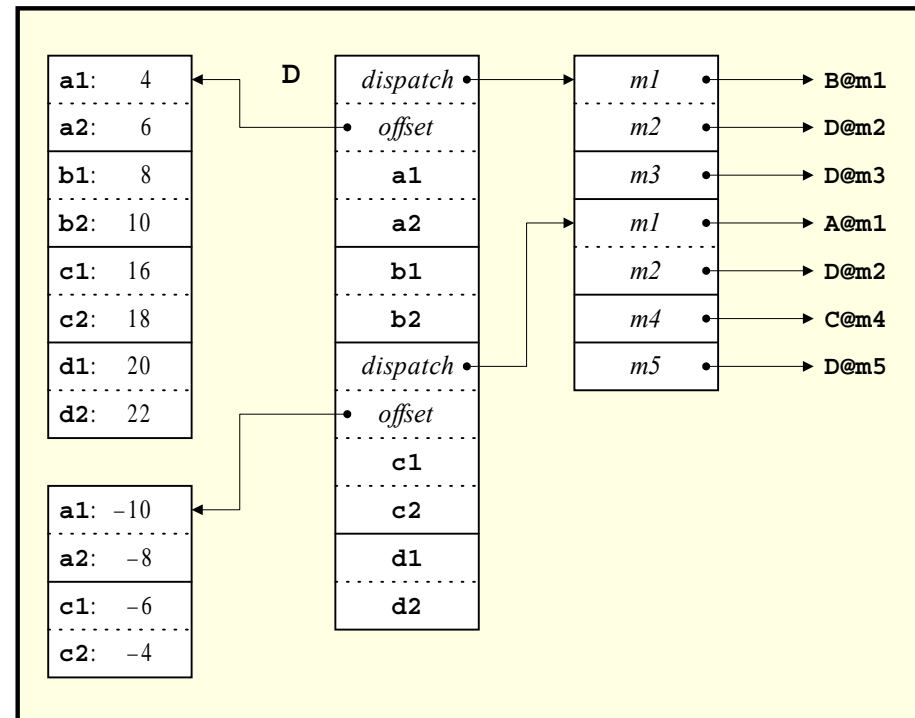 a1: 4
a2: 6
b1: 8
b2: 10
c1: 16
c2: 18
d1: 20
d2: 22
a1: –10
a2: –8
c1: –6
c2: –4
D
dispatch
offset
a1
a2
b1
b2
dispatch
offset
c1
c2
d1
d2
m1
m2
m3
m1
m2
m4
m5
B@m1
D@m2
D@m3
A@m1
D@m2
C@m4
D@m5